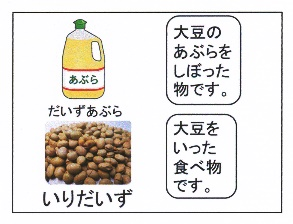 あぶら
だいずあぶら
大豆の
あぶらを
しぼった
物です。
いりだいず
大豆を
いった
食べ物
です。